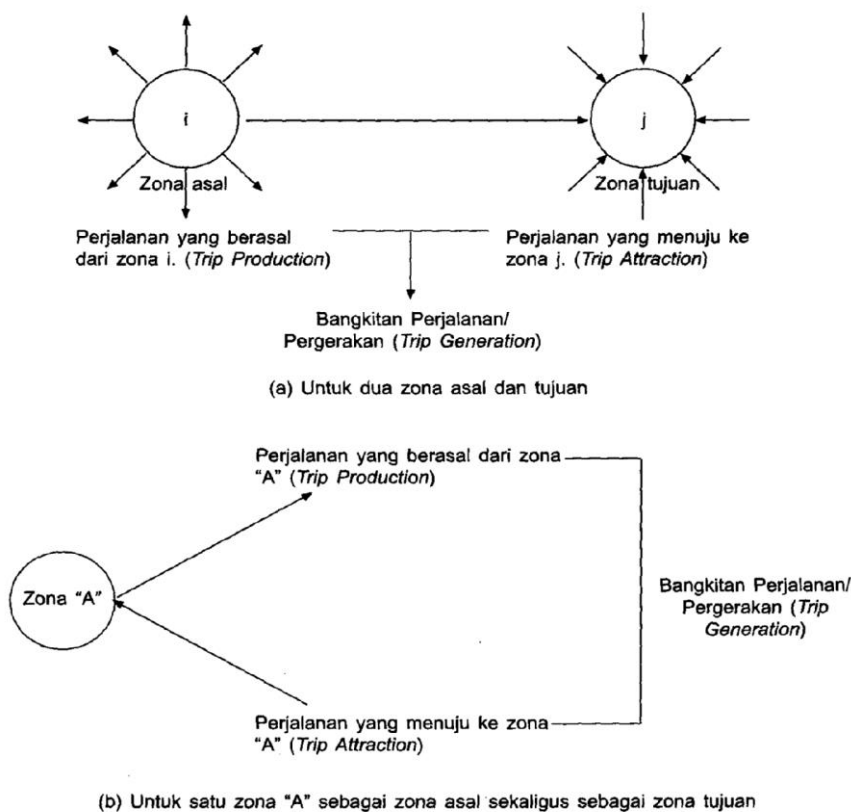 i
j
Zona asal
Zona tujuan
Perjalanan yang berasal
dari zona i. (Trip Production)
Perjalanan yang menuju ke
zona j. (Trip Attraction)
Bangkitan Perjalanan/
Pergerakan (Trip Generation)
(a) Untuk dua zona asal dan tujuan
Perjalanan yang berasal dari zona
"A" (Trip Production)
Zona "A"
Bangkitan Perjalanan/
Pergerakan (Trip
Generation)
Perjalanan yang menuju ke zona
"A" (Trip Attraction)
(b) Untuk satu zona "A" sebagai zona asal sekaligus sebagai zona tujuan